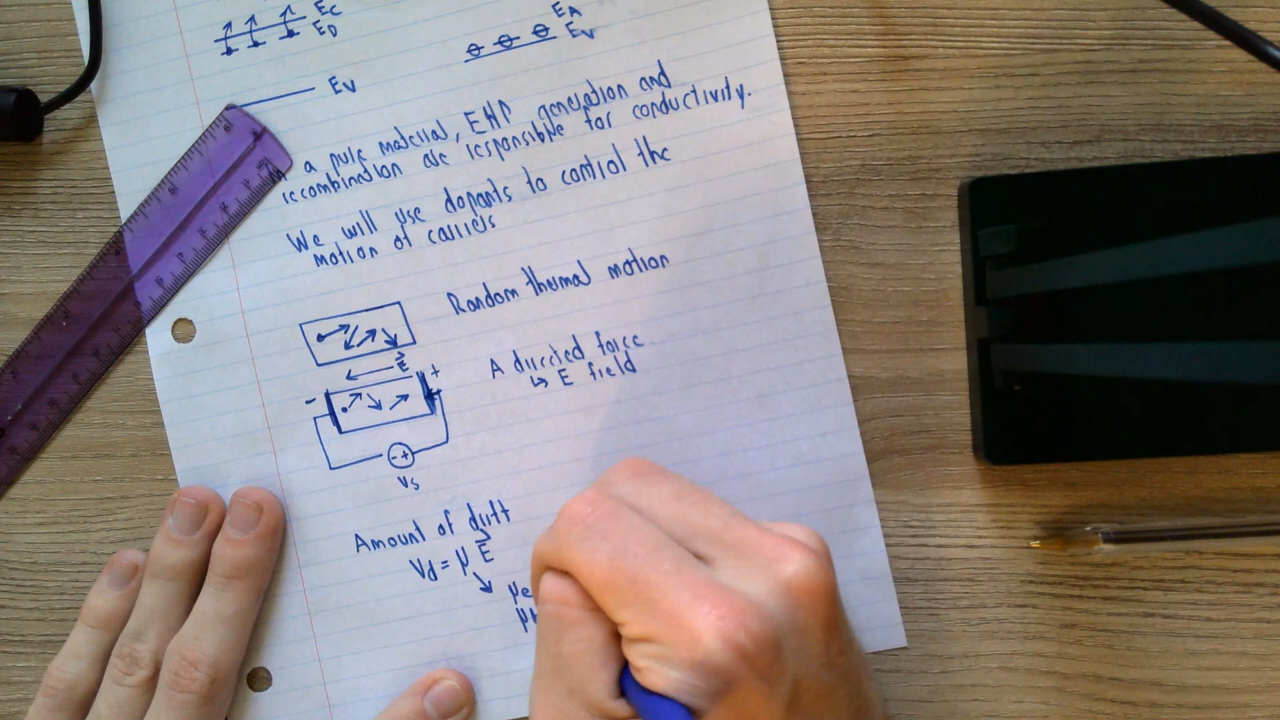 Ec
ED
EA
Ev
Ev
a pure material, EHP generation and
recombination are responsible for conductivity.
We will use dopants to control the
motion of carriers
Random thermal motion
E
A directed force
↳ E field
- +
- +
Vs
Amount of drift
Vd = μ E
μe
μ